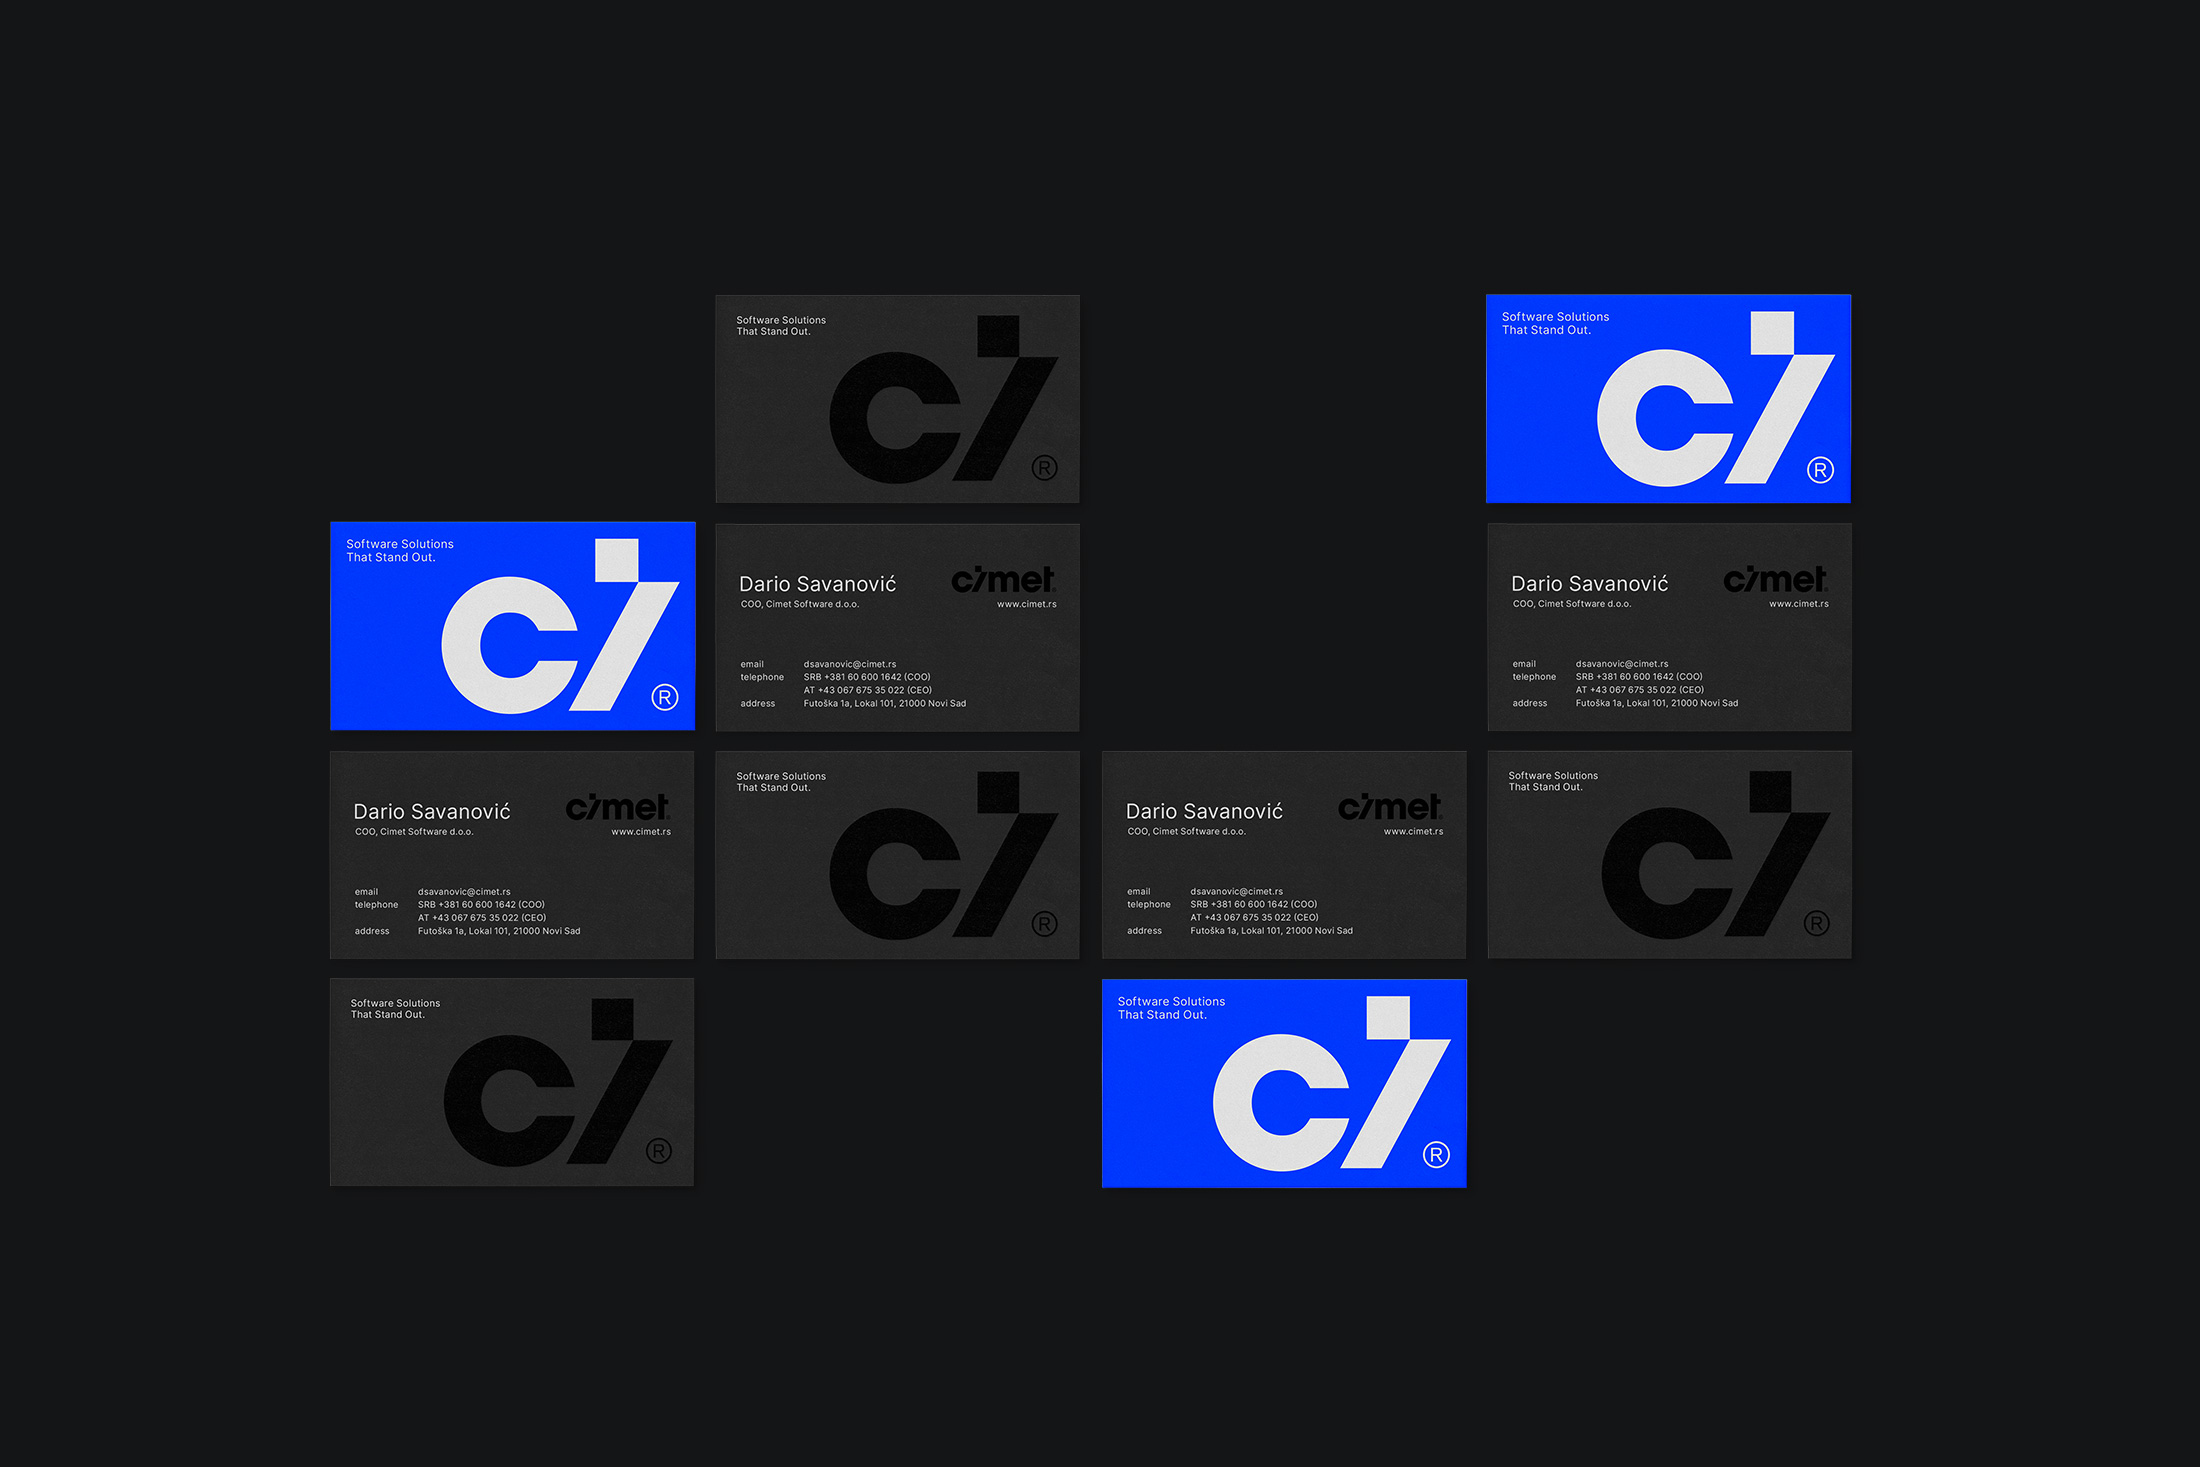 Software Solutions
That Stand Out.
ci
®
Software Solutions
That Stand Out.
ci
®
Software Solutions
That Stand Out.
ci
®
Dario Savanović
COO, Cimet Software d.o.o.
cimet®
www.cimet.rs
email dsavanovic@cimet.rs
telephone SRB +381 60 600 1642 (COO)
AT +43 067 675 35 022 (CEO)
address Futoška 1a, Lokal 101, 21000 Novi Sad
Dario Savanović
COO, Cimet Software d.o.o.
cimet®
www.cimet.rs
email dsavanovic@cimet.rs
telephone SRB +381 60 600 1642 (COO)
AT +43 067 675 35 022 (CEO)
address Futoška 1a, Lokal 101, 21000 Novi Sad
Dario Savanović
COO, Cimet Software d.o.o.
cimet®
www.cimet.rs
email dsavanovic@cimet.rs
telephone SRB +381 60 600 1642 (COO)
AT +43 067 675 35 022 (CEO)
address Futoška 1a, Lokal 101, 21000 Novi Sad
Software Solutions
That Stand Out.
ci
®
Dario Savanović
COO, Cimet Software d.o.o.
cimet®
www.cimet.rs
email dsavanovic@cimet.rs
telephone SRB +381 60 600 1642 (COO)
AT +43 067 675 35 022 (CEO)
address Futoška 1a, Lokal 101, 21000 Novi Sad
Software Solutions
That Stand Out.
ci
®
Software Solutions
That Stand Out.
ci
®
Software Solutions
That Stand Out.
ci
®